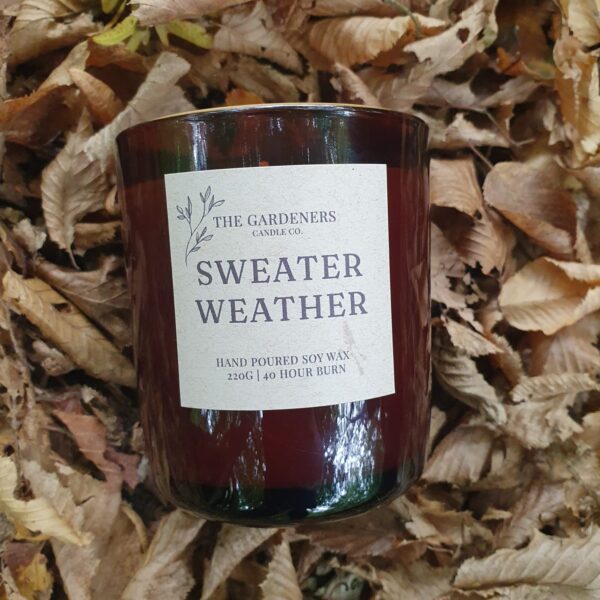 THE GARDENERS
CANDLE CO.
SWEATER
WEATHER
HAND POURED SOY WAX
220G | 40 HOUR BURN